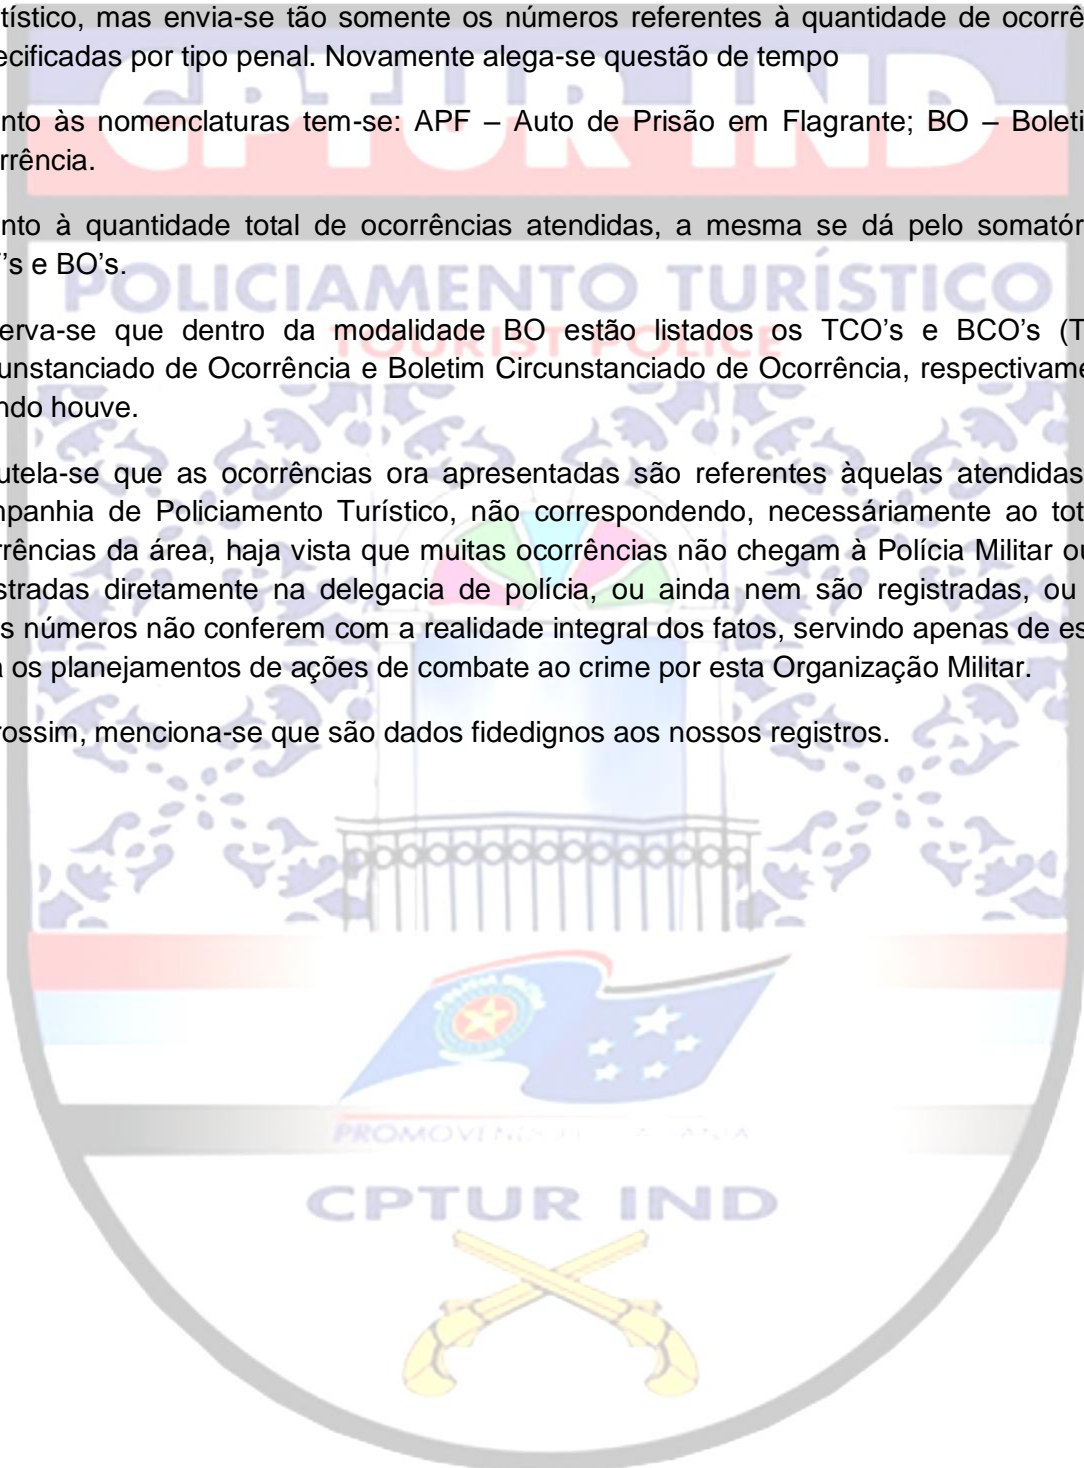 tístico, mas envia-se tão somente os números referentes à quantidade de ocorrê
ecificadas por tipo penal. Novamente alega-se questão de tempo
CPTUR IND
nto às nomenclaturas tem-se: APF – Auto de Prisão em Flagrante; BO – Boleti
rrência.
nto à quantidade total de ocorrências atendidas, a mesma se dá pelo somatór
's e BO's.
POLICIAMENTO TURÍSTICO
erva-se que dentro da modalidade BO estão listados os TCO's e BCO's (T
TOURIST POLICE
unstanciado de Ocorrência e Boletim Circunstanciado de Ocorrência, respectivame
ndo houve.
utela-se que as ocorrências ora apresentadas são referentes àquelas atendidas
mpanhia de Policiamento Turístico, não correspondendo, necessáriamente ao tot
rrências da área, haja vista que muitas ocorrências não chegam à Polícia Militar ou
stradas diretamente na delegacia de polícia, ou ainda nem são registradas, ou
s números não conferem com a realidade integral dos fatos, servindo apenas de es
a os planejamentos de ações de combate ao crime por esta Organização Militar.
rossim, menciona-se que são dados fidedignos aos nossos registros.
CPTUR IND